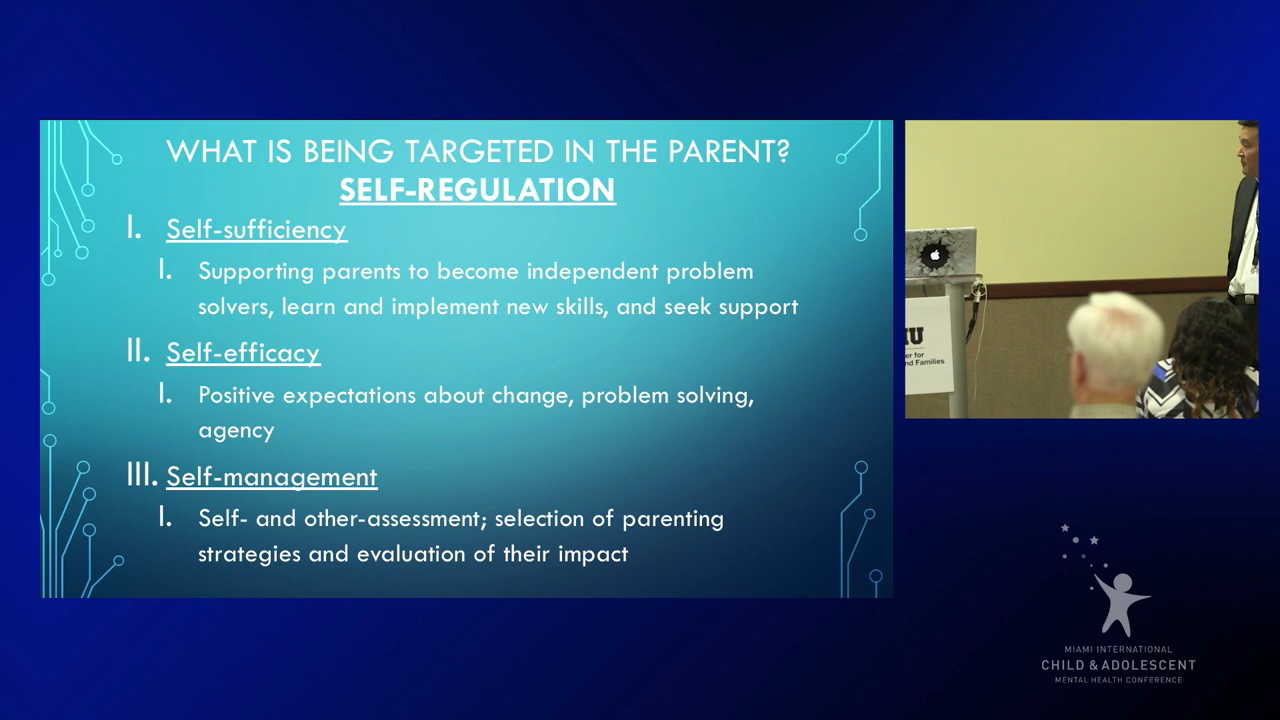 WHAT IS BEING TARGETED IN THE PARENT?
SELF-REGULATION
I. Self-sufficiency
I. Supporting parents to become independent problem
solvers, learn and implement new skills, and seek support
II. Self-efficacy
I. Positive expectations about change, problem solving,
agency
III. Self-management
I. Self- and other-assessment; selection of parenting
strategies and evaluation of their impact
and Families
MIAMI INTERNATIONAL
CHILD & ADOLESCENT
MENTAL HEALTH CONFERENCE